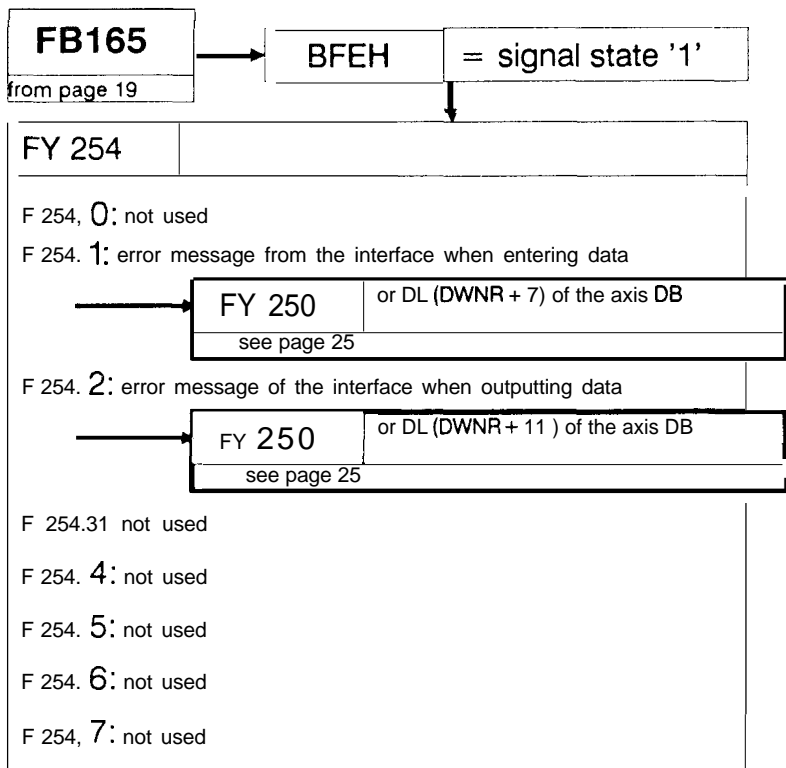 FB165
from page 19
BFEH = signal state '1'
FY 254
F 254, 0: not used
F 254. 1: error message from the interface when entering data
FY 250 or DL (DWNR + 7) of the axis DB
see page 25
F 254. 2: error message of the interface when outputting data
FY 250 or DL (DWNR + 11 ) of the axis DB
see page 25
F 254.31 not used
F 254. 4: not used
F 254. 5: not used
F 254. 6: not used
F 254, 7: not used